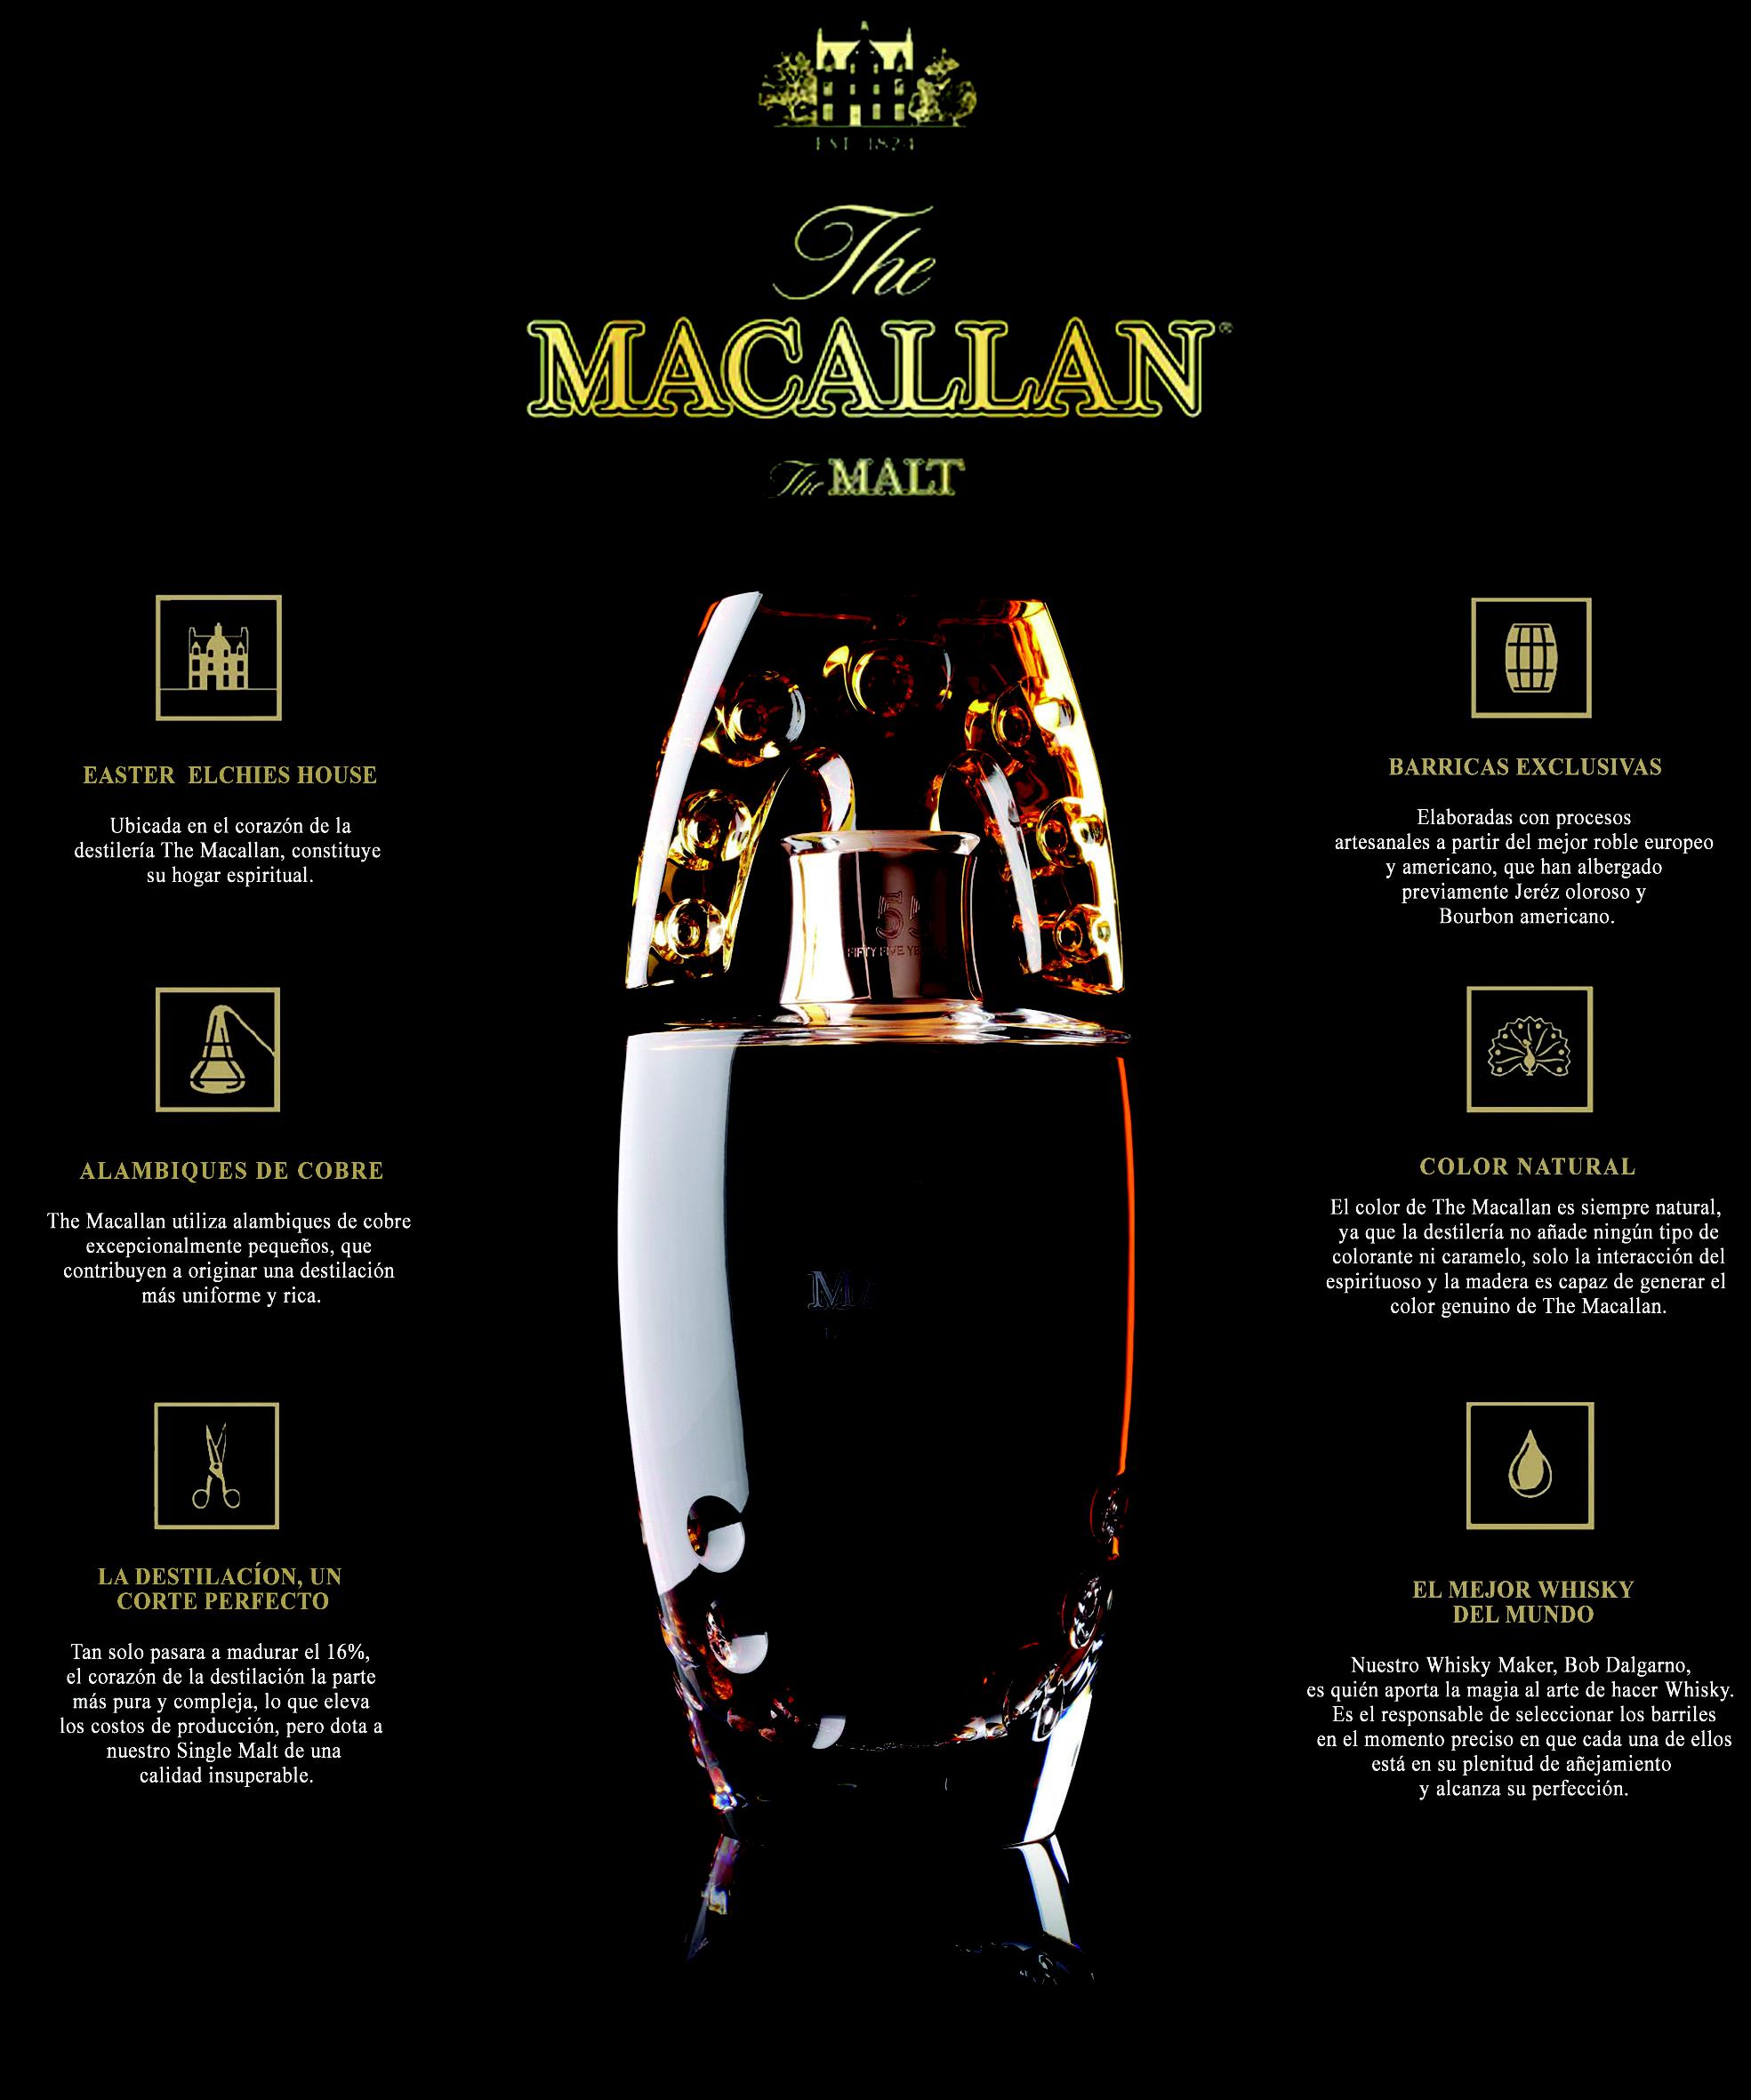 EST. 1824
The
MACALLAN®
The MALT
EASTER ELCHIES HOUSE
Ubicada en el corazón de la
destilería The Macallan, constituye
su hogar espiritual.
ALAMBIQUES DE COBRE
The Macallan utiliza alambiques de cobre
excepcionalmente pequeños, que
contribuyen a originar una destilación
más uniforme y rica.
LA DESTILACÍON, UN
CORTE PERFECTO
Tan solo pasara a madurar el 16%,
el corazón de la destilación la parte
más pura y compleja, lo que eleva
los costos de producción, pero dota a
nuestro Single Malt de una
calidad insuperable.
55
FIFTY FIVE
BARRICAS EXCLUSIVAS
Elaboradas con procesos
artesanales a partir del mejor roble europeo
y americano, que han albergado
previamente Jeréz oloroso y
Bourbon americano.
COLOR NATURAL
El color de The Macallan es siempre natural,
ya que la destilería no añade ningún tipo de
colorante ni caramelo, solo la interacción del
espirituoso y la madera es capaz de generar el
color genuino de The Macallan.
EL MEJOR WHISKY
DEL MUNDO
Nuestro Whisky Maker, Bob Dalgarno,
es quién aporta la magia al arte de hacer Whisky.
Es el responsable de seleccionar los barriles
en el momento preciso en que cada una de ellos
está en su plenitud de añejamiento
y alcanza su perfección.